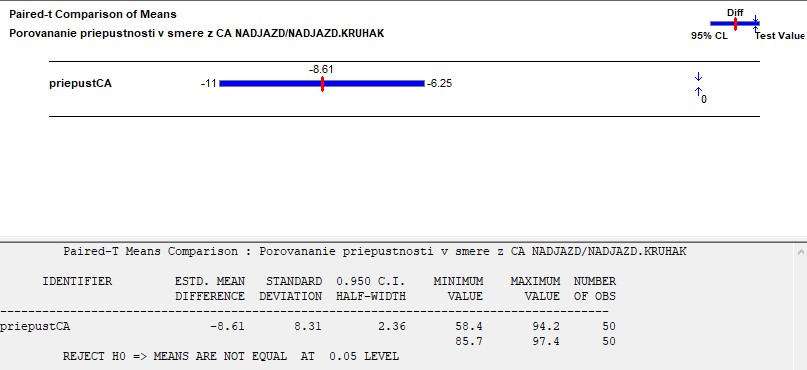 Paired-t Comparison of Means
Porovananie priepustnosti v smere z CA NADJAZD/NADJAZD.KRUHAK
Diff
95% CL Test Value
-8.61
priepustCA -11 -6.25
0
Paired-T Means Comparison : Porovananie priepustnosti v smere z CA NADJAZD/NADJAZD.KRUHAK
IDENTIFIER ESTD. MEAN STANDARD 0.950 C.I. MINIMUM MAXIMUM NUMBER
DIFFERENCE DEVIATION HALF-WIDTH VALUE VALUE OF OBS
priepustCA -8.61 8.31 2.36 58.4 94.2 50
85.7 97.4 50
REJECT H0 => MEANS ARE NOT EQUAL AT 0.05 LEVEL